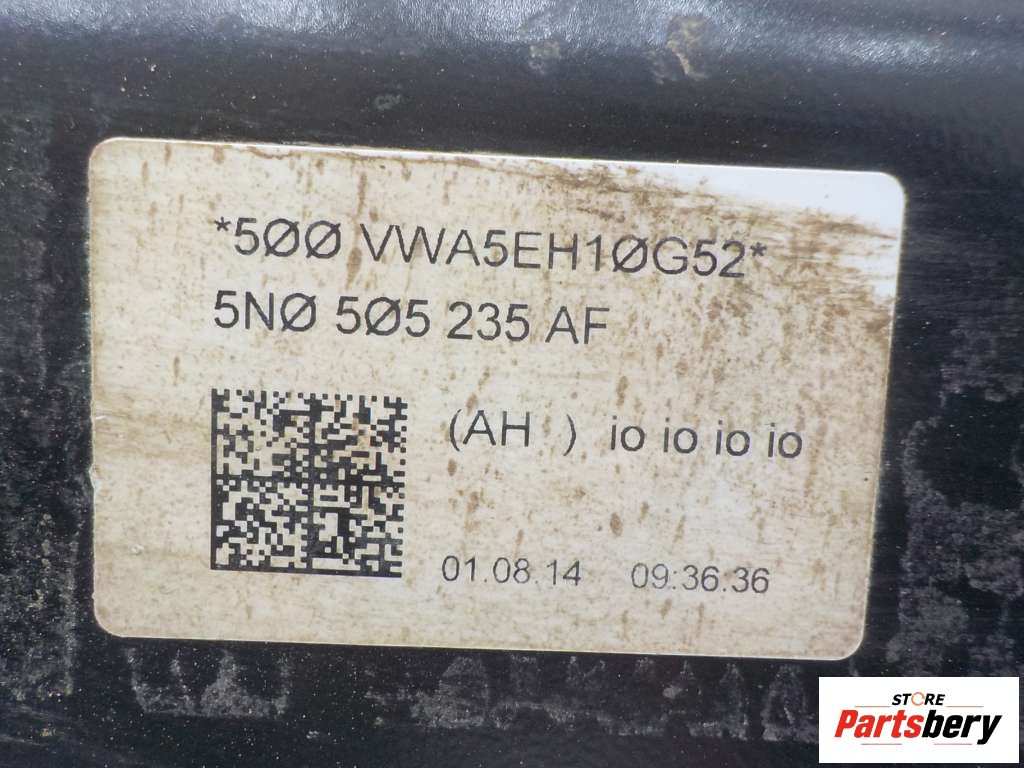 *5ØØ VWA5EH1ØG52*
5NØ 5Ø5 235 AF
(AH ) io io io io
01.08.14 09:36.36
STORE
Partsbery